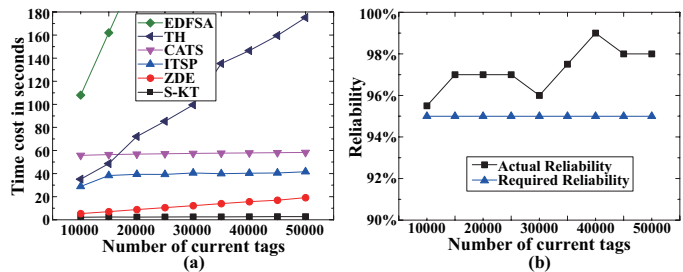 180
160
140
120
100
80
60
40
20
0
Time cost in seconds
EDFSA
TH
CATS
ITSP
ZDE
S-KT
10000 20000 30000 40000 50000
Number of current tags
(a)
100%
98%
96%
94%
92%
90%
Reliability
Actual Reliability
Required Reliability
10000 20000 30000 40000 50000
Number of current tags
(b)